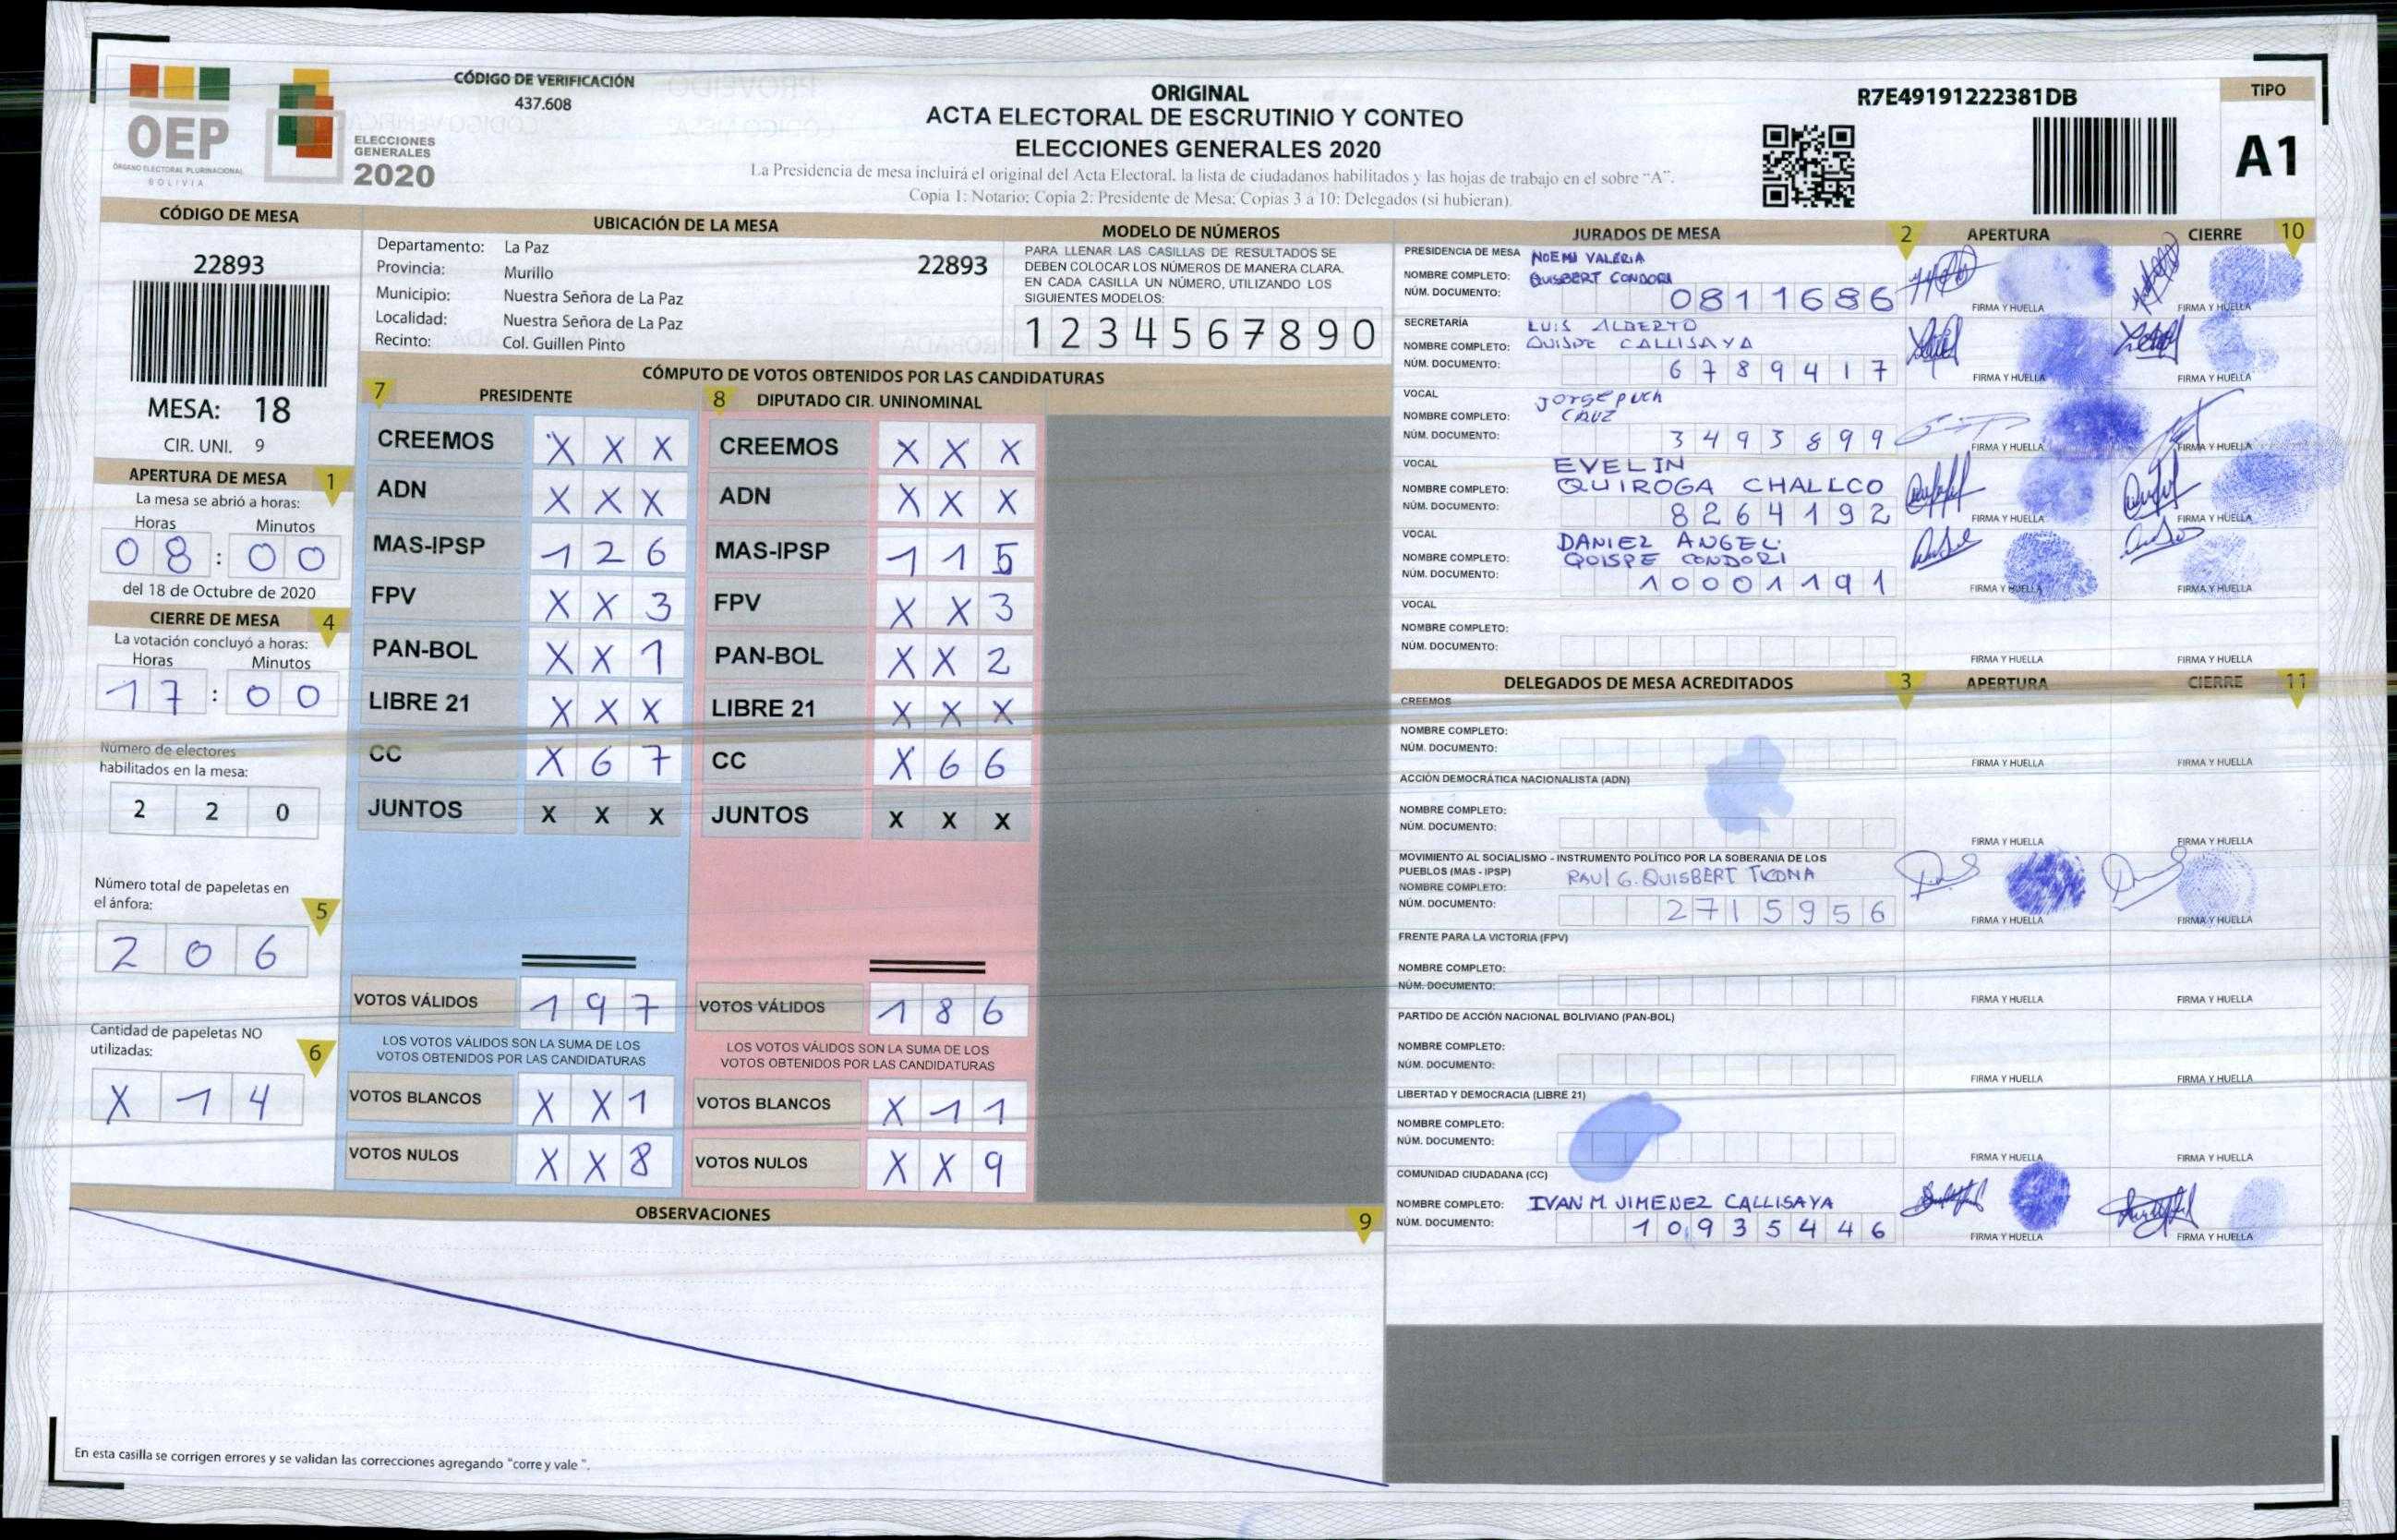 OEP
ÓRGANO ELECTORAL PLURINACIONAL
BOLIVIA
ELECCIONES
GENERALES
2020
CÓDIGO DE VERIFICACIÓN
437.608
ORIGINAL
ACTA ELECTORAL DE ESCRUTINIO Y CONTEO
ELECCIONES GENERALES 2020
La Presidencia de mesa incluirá el original del Acta Electoral, la lista de ciudadanos habilitados y las hojas de trabajo en el sobre “A”.
Copia 1: Notario; Copia 2: Presidente de Mesa; Copias 3 a 10: Delegados (si hubieran).
R7E49191222381DB
TIPO
A1
CÓDIGO DE MESA
22893
MESA: 18
CIR. UNI. 9
APERTURA DE MESA 1
La mesa se abrió a horas:
Horas Minutos
08:00
del 18 de Octubre de 2020
CIERRE DE MESA 4
La votación concluyó a horas:
Horas Minutos
17:00
Número de electores
habilitados en la mesa:
2 2 0
Número total de papeletas en
el ánfora: 5
2 0 6
Cantidad de papeletas NO
utilizadas: 6
X 1 4
UBICACIÓN DE LA MESA
Departamento: La Paz
22893
Provincia: Murillo
Municipio: Nuestra Señora de La Paz
Localidad: Nuestra Señora de La Paz
Recinto: Col. Guillen Pinto
MODELO DE NÚMEROS
PARA LLENAR LAS CASILLAS DE RESULTADOS SE
DEBEN COLOCAR LOS NÚMEROS DE MANERA CLARA.
EN CADA CASILLA UN NÚMERO, UTILIZANDO LOS
SIGUIENTES MODELOS:
1 2 3 4 5 6 7 8 9 0
CÓMPUTO DE VOTOS OBTENIDOS POR LAS CANDIDATURAS
7 PRESIDENTE
CREEMOS X X X
ADN X X X
MAS-IPSP 1 2 6
FPV X X 3
PAN-BOL X X 1
LIBRE 21 X X X
CC X 6 7
JUNTOS X X X
VOTOS VÁLIDOS 1 9 7
LOS VOTOS VÁLIDOS SON LA SUMA DE LOS
VOTOS OBTENIDOS POR LAS CANDIDATURAS
VOTOS BLANCOS X X 1
VOTOS NULOS X X 8
8 DIPUTADO CIR. UNINOMINAL
CREEMOS X X X
ADN X X X
MAS-IPSP 1 1 5
FPV X X 3
PAN-BOL X X 2
LIBRE 21 X X X
CC X 6 6
JUNTOS X X X
VOTOS VÁLIDOS 1 8 6
LOS VOTOS VÁLIDOS SON LA SUMA DE LOS
VOTOS OBTENIDOS POR LAS CANDIDATURAS
VOTOS BLANCOS X 1 1
VOTOS NULOS X X 9
OBSERVACIONES 9
En esta casilla se corrigen errores y se validan las correcciones agregando "corre y vale ".
JURADOS DE MESA 2 APERTURA CIERRE 10
PRESIDENCIA DE MESA NOEMI VALERIA
NOMBRE COMPLETO: QUISBERT CONDORI
NÚM. DOCUMENTO: 0811686
FIRMA Y HUELLA FIRMA Y HUELLA
SECRETARÍA LUIS ALBERTO
NOMBRE COMPLETO: QUISPE CALLISAYA
NÚM. DOCUMENTO: 6789417
FIRMA Y HUELLA FIRMA Y HUELLA
VOCAL Jorge puch
NOMBRE COMPLETO: CRUZ
NÚM. DOCUMENTO: 3493899
FIRMA Y HUELLA FIRMA Y HUELLA
VOCAL EVELIN
NOMBRE COMPLETO: QUIROGA CHALLCO
NÚM. DOCUMENTO: 8264192
FIRMA Y HUELLA FIRMA Y HUELLA
VOCAL DANIEL ANGEL
NOMBRE COMPLETO: QUISPE CONDORI
NÚM. DOCUMENTO: 10001191
FIRMA Y HUELLA FIRMA Y HUELLA
VOCAL
NOMBRE COMPLETO:
NÚM. DOCUMENTO:
FIRMA Y HUELLA FIRMA Y HUELLA
DELEGADOS DE MESA ACREDITADOS 3 APERTURA CIERRE 11
CREEMOS
NOMBRE COMPLETO:
NÚM. DOCUMENTO:
FIRMA Y HUELLA FIRMA Y HUELLA
ACCIÓN DEMOCRÁTICA NACIONALISTA (ADN)
NOMBRE COMPLETO:
NÚM. DOCUMENTO:
FIRMA Y HUELLA FIRMA Y HUELLA
MOVIMIENTO AL SOCIALISMO - INSTRUMENTO POLÍTICO POR LA SOBERANIA DE LOS
PUEBLOS (MAS - IPSP)
NOMBRE COMPLETO: RAUl G. QUISBERT TICONA
NÚM. DOCUMENTO: 2715956
FIRMA Y HUELLA FIRMA Y HUELLA
FRENTE PARA LA VICTORIA (FPV)
NOMBRE COMPLETO:
NÚM. DOCUMENTO:
FIRMA Y HUELLA FIRMA Y HUELLA
PARTIDO DE ACCIÓN NACIONAL BOLIVIANO (PAN-BOL)
NOMBRE COMPLETO:
NÚM. DOCUMENTO:
FIRMA Y HUELLA FIRMA Y HUELLA
LIBERTAD Y DEMOCRACIA (LIBRE 21)
NOMBRE COMPLETO:
NÚM. DOCUMENTO:
FIRMA Y HUELLA FIRMA Y HUELLA
COMUNIDAD CIUDADANA (CC)
NOMBRE COMPLETO: IVAN M. JIMENEZ CALLISAYA
NÚM. DOCUMENTO: 10935446
FIRMA Y HUELLA FIRMA Y HUELLA